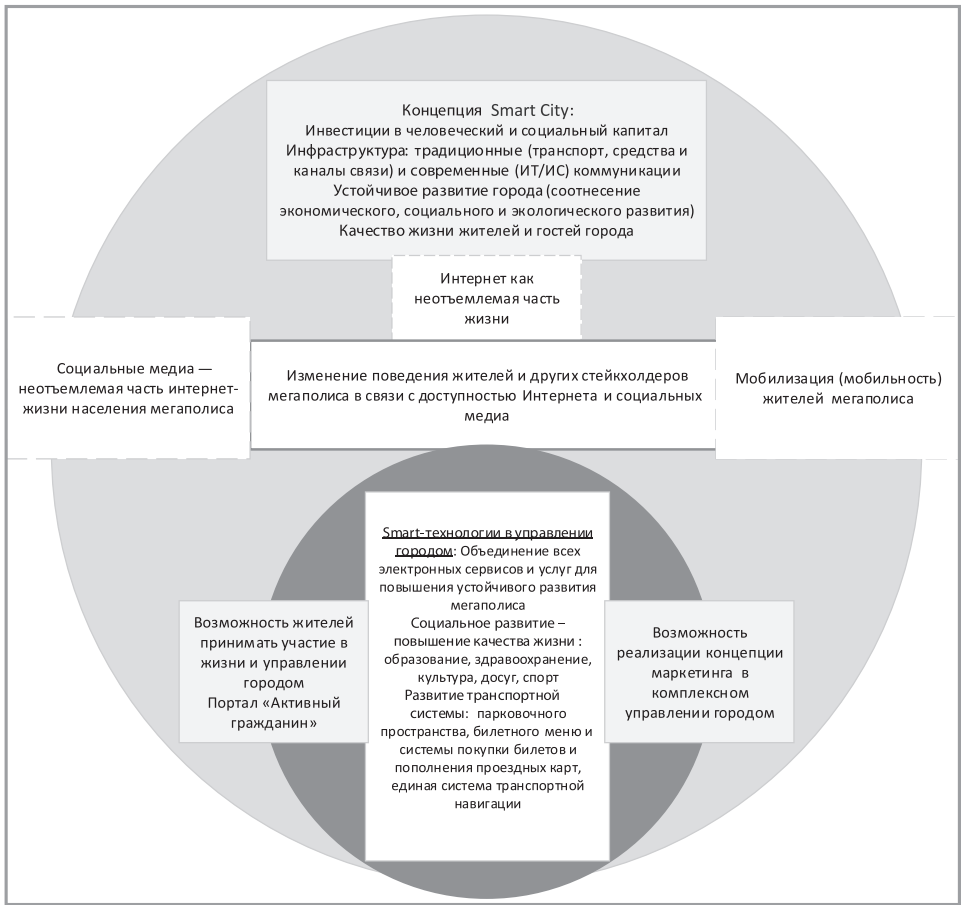 Концепция Smart City:
Инвестиции в человеческий и социальный капитал
Инфраструктура: традиционные (транспорт, средства и
каналы связи) и современные (ИТ/ИС) коммуникации
Устойчивое развитие города (соотнесение
экономического, социального и экологического развития)
Качество жизни жителей и гостей города
Интернет как
неотъемлемая часть
жизни
Социальные медиа —
неотъемлемая часть интернет-
жизни населения мегаполиса
Изменение поведения жителей и других стейкхолдеров
мегаполиса в связи с доступностью Интернета и социальных
медиа
Мобилизация (мобильность)
жителей мегаполиса
Smart-технологии в управлении
городом: Объединение всех
электронных сервисов и услуг для
повышения устойчивого развития
мегаполиса
Социальное развитие –
повышение качества жизни :
образование, здравоохранение,
культура, досуг, спорт
Развитие транспортной
системы: парковочного
пространства, билетного меню и
системы покупки билетов и
пополнения проездных карт,
единая система транспортной
навигации
Возможность жителей
принимать участие в
жизни и управлении
городом
Портал «Активный
гражданин»
Возможность
реализации концепции
маркетинга в
комплексном
управлении городом